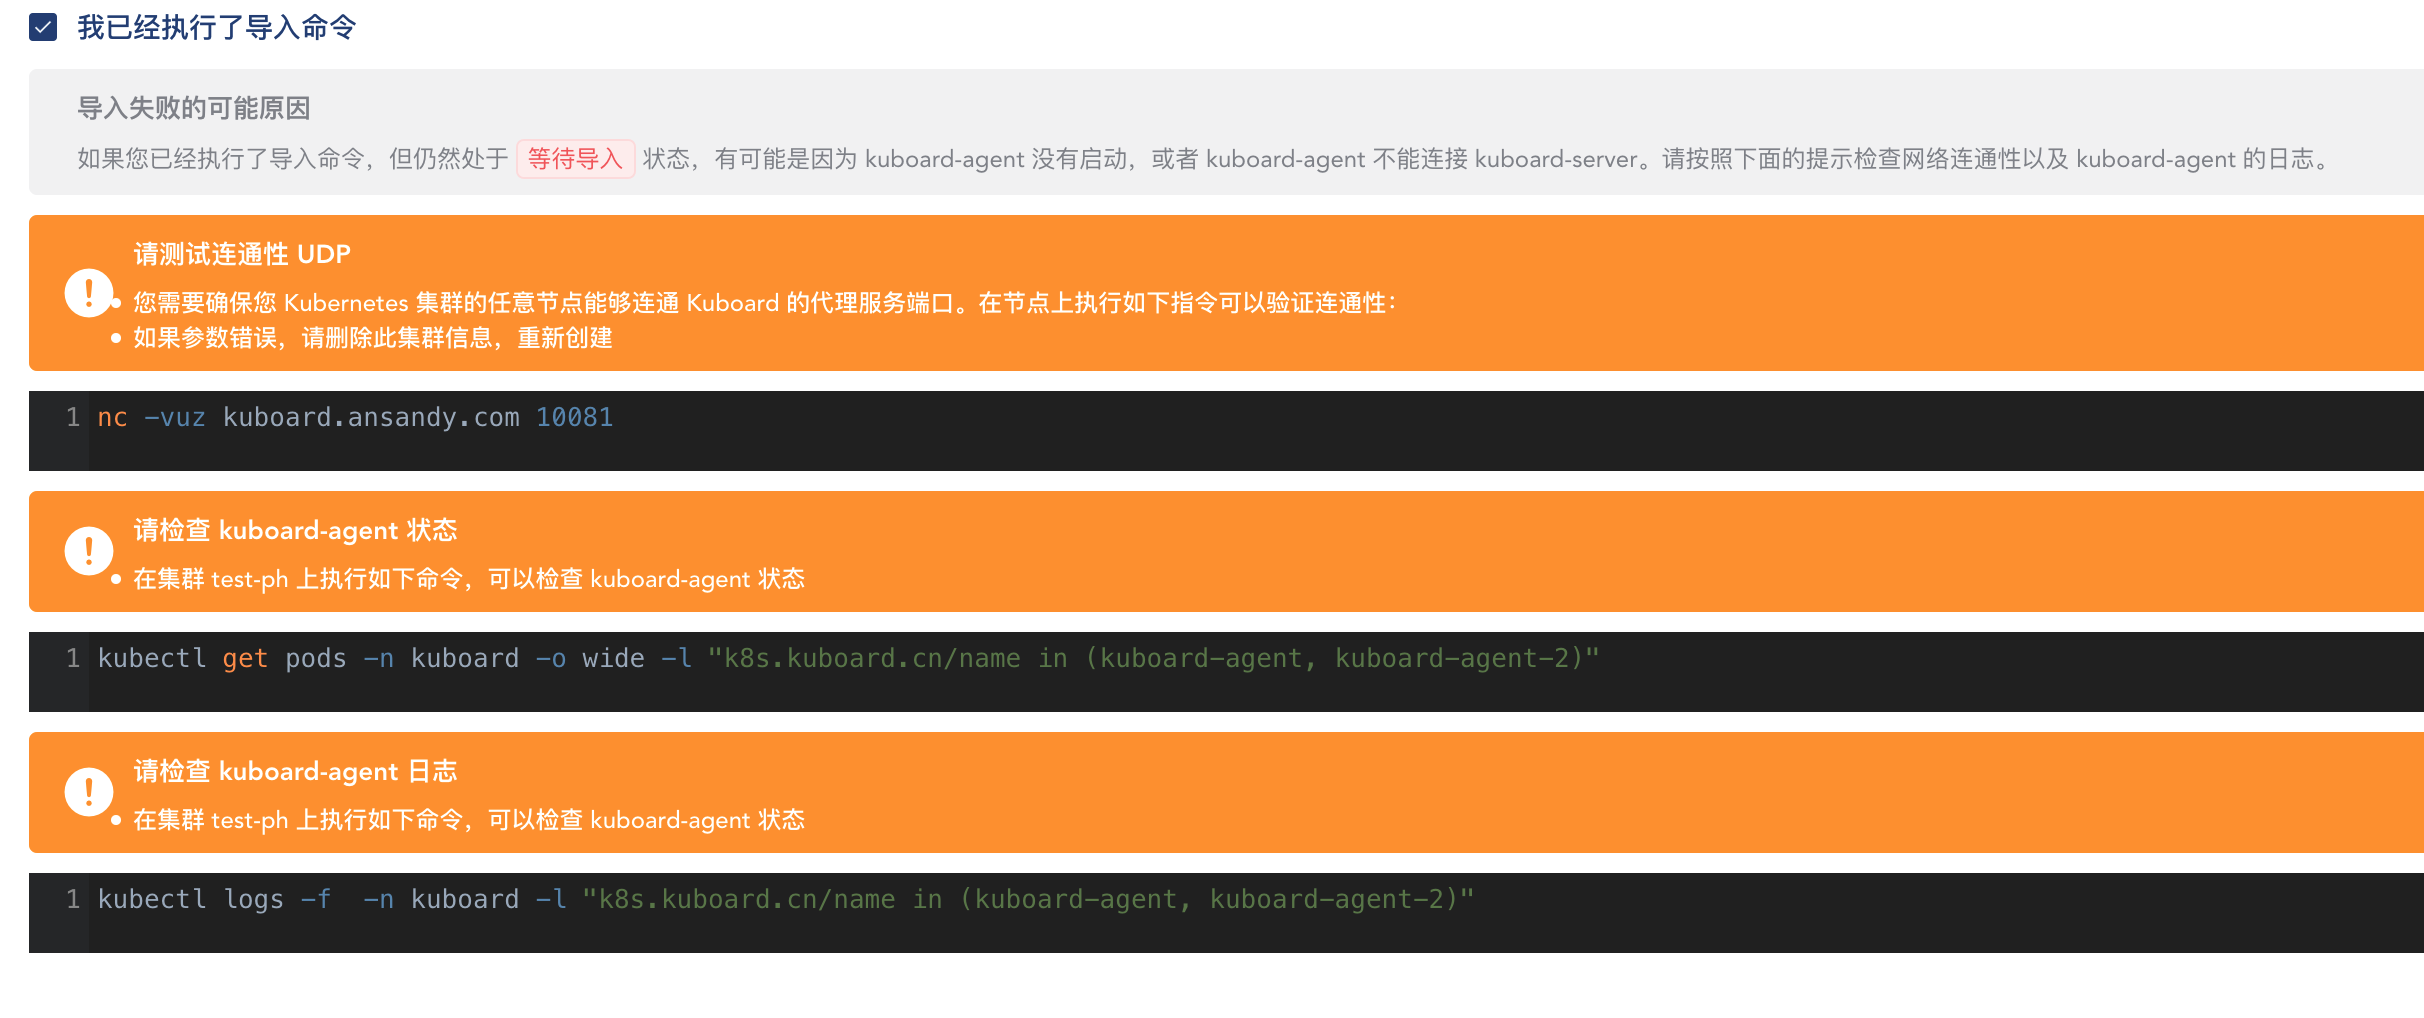 我已经执行了导入命令
导入失败的可能原因
如果您已经执行了导入命令，但仍然处于 等待导入 状态，有可能是因为 kuboard-agent 没有启动，或者 kuboard-agent 不能连接 kuboard-server。请按照下面的提示检查网络连通性以及 kuboard-agent 的日志。
请测试连通性 UDP
您需要确保您 Kubernetes 集群的任意节点能够连通 Kuboard 的代理服务端口。在节点上执行如下指令可以验证连通性：
如果参数错误，请删除此集群信息，重新创建
1 nc -vuz kuboard.ansandy.com 10081
请检查 kuboard-agent 状态
在集群 test-ph 上执行如下命令，可以检查 kuboard-agent 状态
1 kubectl get pods -n kuboard -o wide -l "k8s.kuboard.cn/name in (kuboard-agent, kuboard-agent-2)"
请检查 kuboard-agent 日志
在集群 test-ph 上执行如下命令，可以检查 kuboard-agent 状态
1 kubectl logs -f  -n kuboard -l "k8s.kuboard.cn/name in (kuboard-agent, kuboard-agent-2)"